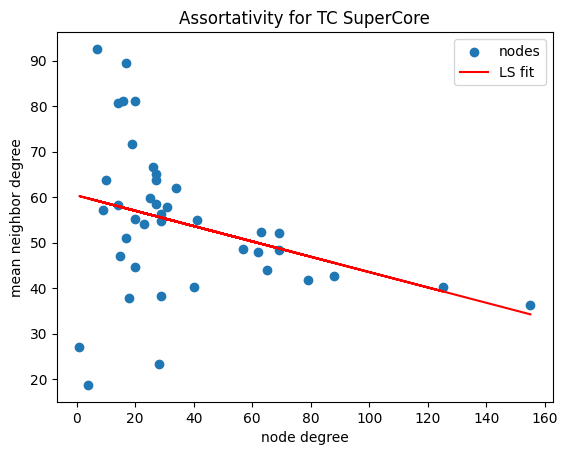 Assortativity for TC SuperCore
nodes
LS fit
mean neighbor degree
90
80
70
60
50
40
30
20
0 20 40 60 80 100 120 140 160
node degree